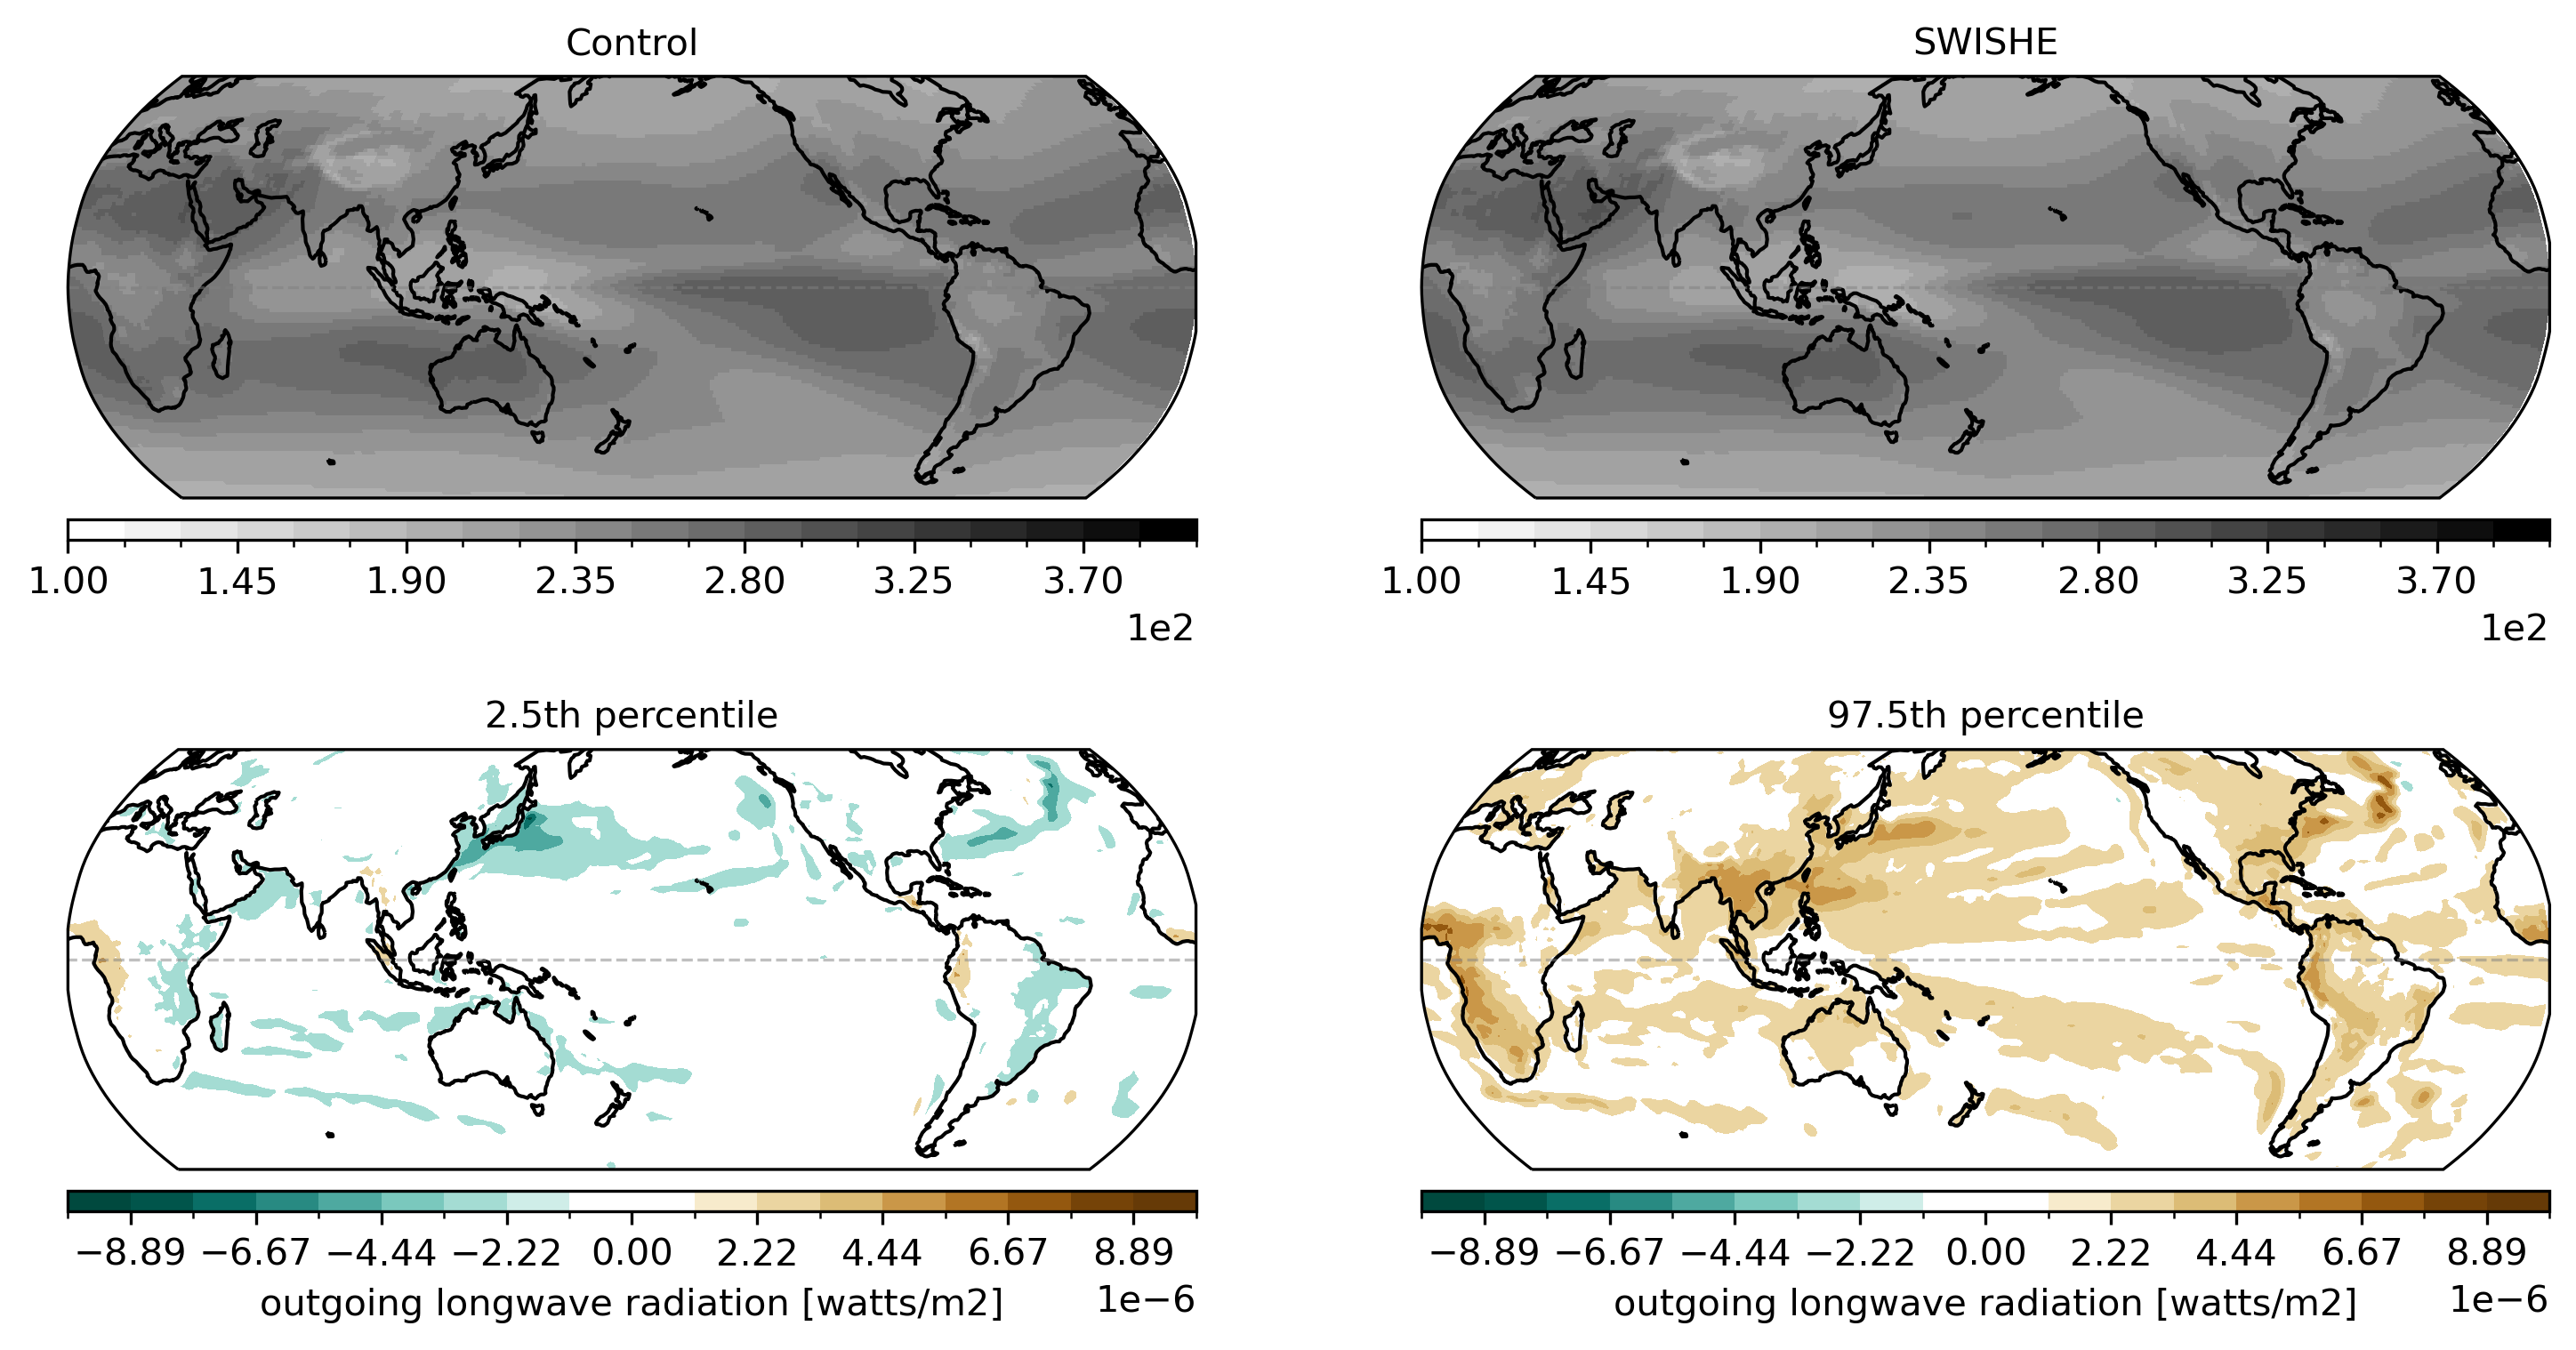 Control
SWISHE
1.00 1.45 1.90 2.35 2.80 3.25 3.70
1e2
1.00 1.45 1.90 2.35 2.80 3.25 3.70
1e2
2.5th percentile
97.5th percentile
−8.89 −6.67 −4.44 −2.22 0.00 2.22 4.44 6.67 8.89
outgoing longwave radiation [watts/m2] 1e−6
−8.89 −6.67 −4.44 −2.22 0.00 2.22 4.44 6.67 8.89
outgoing longwave radiation [watts/m2] 1e−6